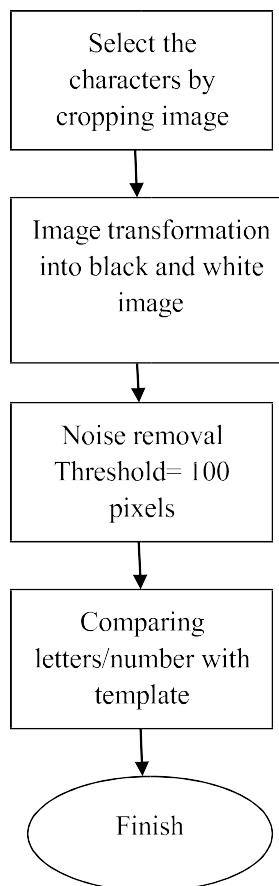 Select the
characters by
cropping image
Image transformation
into black and white
image
Noise removal
Threshold= 100
pixels
Comparing
letters/number with
template
Finish